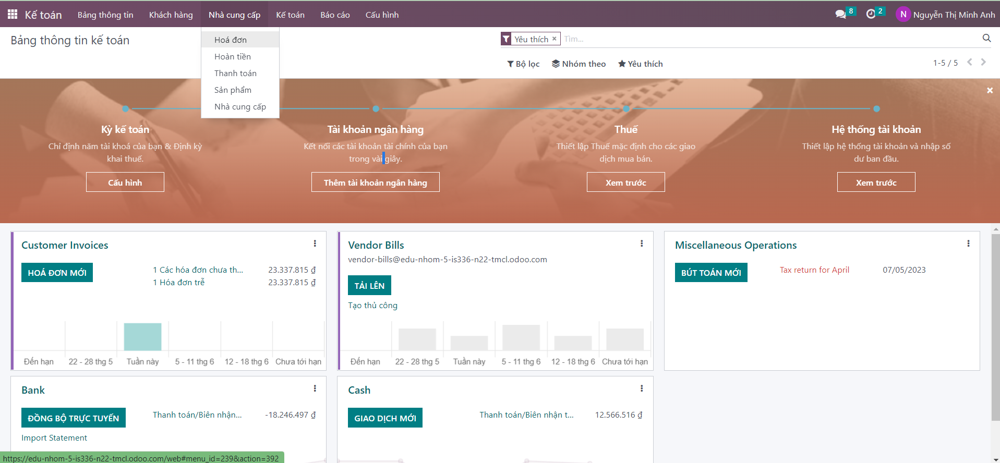 Kế toán Bảng thông tin Khách hàng Nhà cung cấp Kế toán Báo cáo Cấu hình 8 2 N Nguyễn Thị Minh Anh
Bảng thông tin kế toán
Yêu thích × Tìm...
Bộ lọc Nhóm theo Yêu thích 1-5 / 5
Hoá đơn
Hoàn tiền
Thanh toán
Sản phẩm
Nhà cung cấp
Kỳ kế toán
Chỉ định năm tài khoá của bạn & Định kỳ
khai thuế.
Cấu hình
Tài khoản ngân hàng
Kết nối các tài khoản tài chính của bạn
trong vài giây.
Thêm tài khoản ngân hàng
Thuế
Thiết lập Thuế mặc định cho các giao
dịch mua bán.
Xem trước
Hệ thống tài khoản
Thiết lập hệ thống tài khoản và nhập số
dư ban đầu.
Xem trước
Customer Invoices
HOÁ ĐƠN MỚI
1 Các hóa đơn chưa th... 23.337.815 ₫
1 Hóa đơn trễ 23.337.815 ₫
Đến hạn 22 - 28 thg 5 Tuần này 5 - 11 thg 6 12 - 18 thg 6 Chưa tới hạn
Vendor Bills
vendor-bills@edu-nhom-5-is336-n22-tmcl.odoo.com
TẢI LÊN
Tạo thủ công
Đến hạn 22 - 28 thg 5 Tuần này 5 - 11 thg 6 12 - 18 thg 6 Chưa tới hạn
Miscellaneous Operations
BÚT TOÁN MỚI Tax return for April 07/05/2023
Bank
ĐỒNG BỘ TRỰC TUYẾN Thanh toán/Biên nhận... -18.246.497 ₫
Import Statement
Cash
GIAO DỊCH MỚI Thanh toán/Biên nhận t... 12.566.516 ₫
https://edu-nhom-5-is336-n22-tmcl.odoo.com/web#menu_id=239&action=392